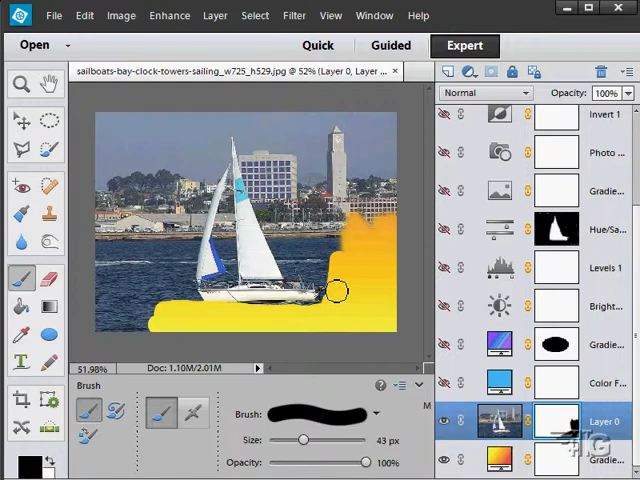 File Edit Image Enhance Layer Select Filter View Window Help
Open Quick Guided Expert
sailboats-bay-clock-towers-sailing_w725_h529.jpg @ 52% (Layer 0, Layer ... ×
Normal Opacity: 100%
Invert 1
Photo ...
Gradie...
Hue/Sa...
Levels 1
Bright...
Gradie...
Color F...
Layer 0
Gradie...
51.98% Doc: 1.10M/2.01M
Brush
M
Brush:
Size: 43 px
Opacity: 100%